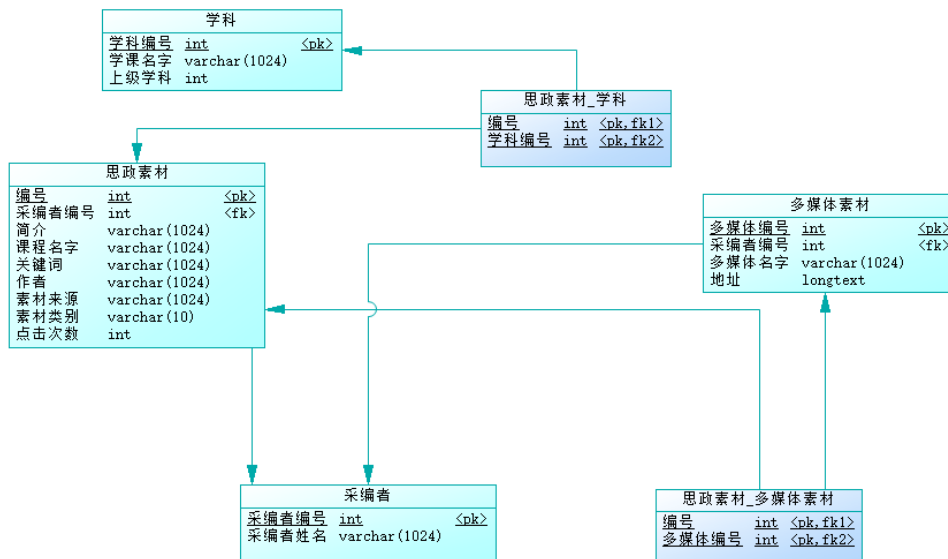 学科
学科编号 int <pk>
学课名字 varchar(1024)
上级学科 int
思政素材_学科
编号 int <pk,fk1>
学科编号 int <pk,fk2>
思政素材
编号 int <pk>
采编者编号 int <fk>
简介 varchar(1024)
课程名字 varchar(1024)
关键词 varchar(1024)
作者 varchar(1024)
素材来源 varchar(1024)
素材类别 varchar(10)
点击次数 int
多媒体素材
多媒体编号 int <pk>
采编者编号 int <fk>
多媒体名字 varchar(1024)
地址 longtext
采编者
采编者编号 int <pk>
采编者姓名 varchar(1024)
思政素材_多媒体素材
编号 int <pk,fk1>
多媒体编号 int <pk,fk2>